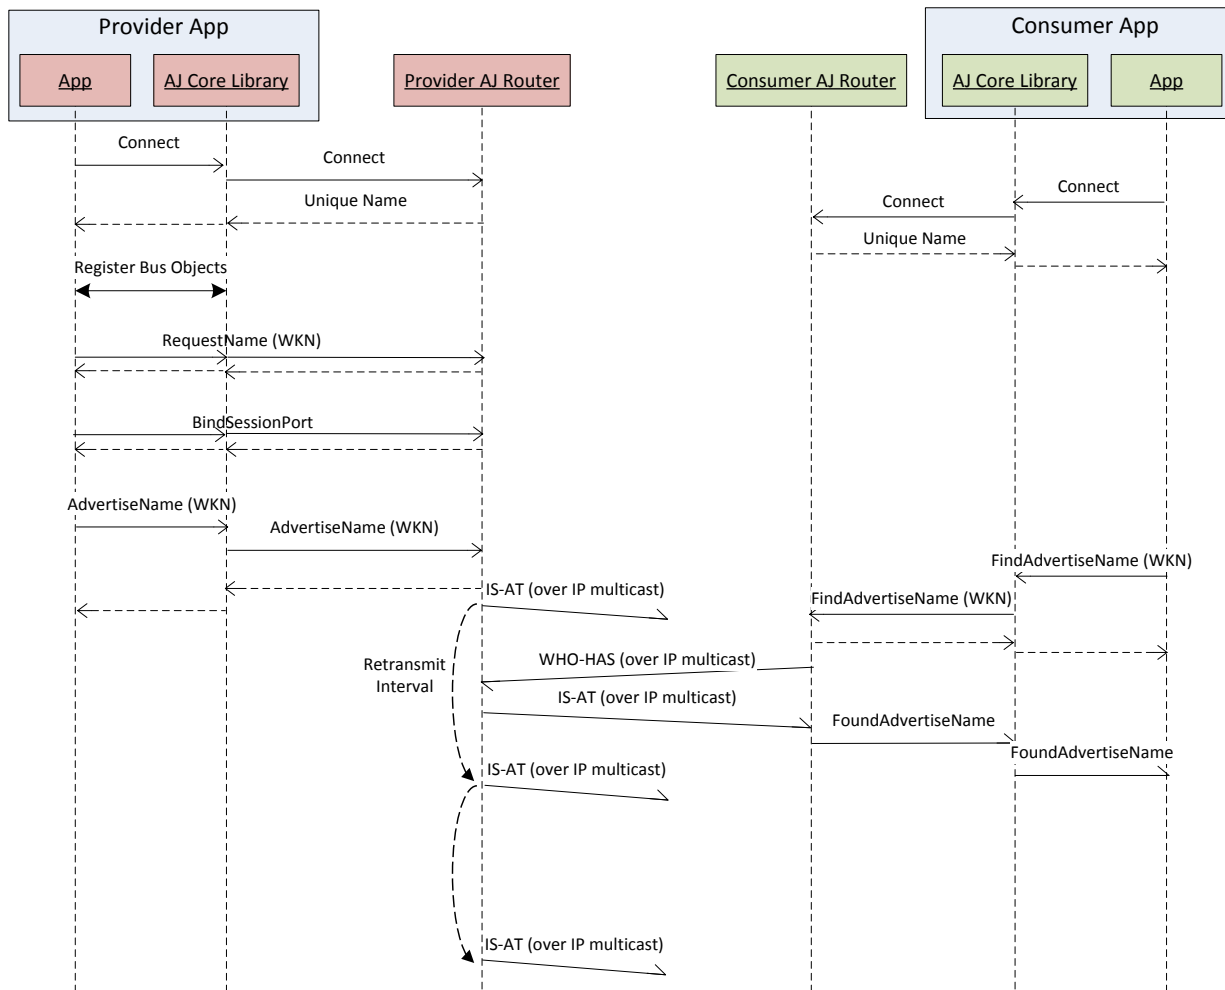 Provider App
Consumer App
App
AJ Core Library
Provider AJ Router
Consumer AJ Router
AJ Core Library
App
Connect
Connect
Connect
Connect
Unique Name
Unique Name
Register Bus Objects
RequestName (WKN)
BindSessionPort
AdvertiseName (WKN)
AdvertiseName (WKN)
FindAdvertiseName (WKN)
IS-AT (over IP multicast)
FindAdvertiseName (WKN)
Retransmit
Interval
WHO-HAS (over IP multicast)
IS-AT (over IP multicast)
FoundAdvertiseName
FoundAdvertiseName
IS-AT (over IP multicast)
IS-AT (over IP multicast)